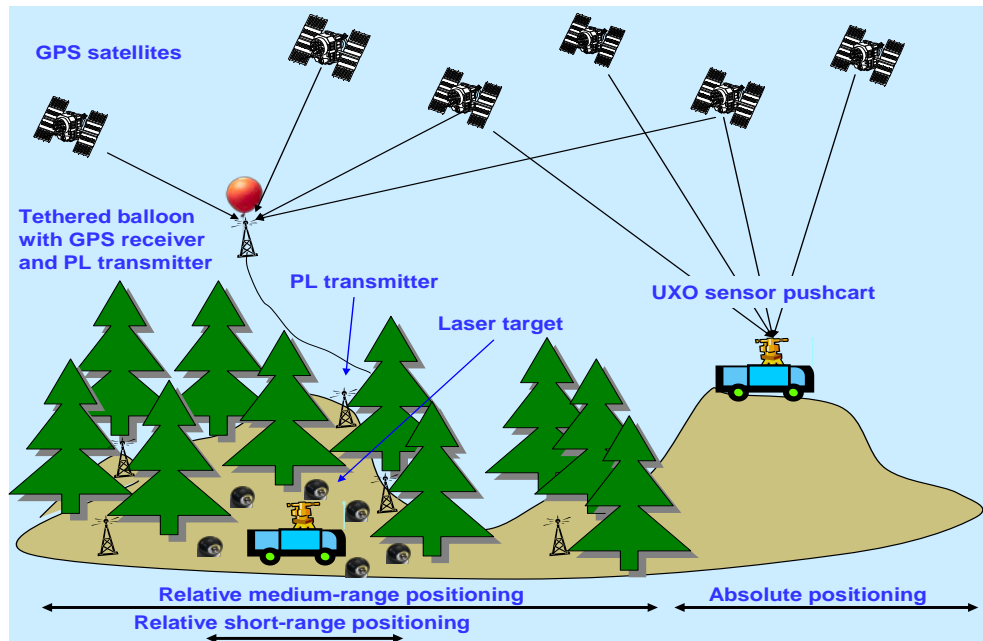 GPS satellites
Tethered balloon
with GPS receiver
and PL transmitter
PL transmitter
UXO sensor pushcart
Laser target
Relative medium-range positioning
Absolute positioning
Relative short-range positioning